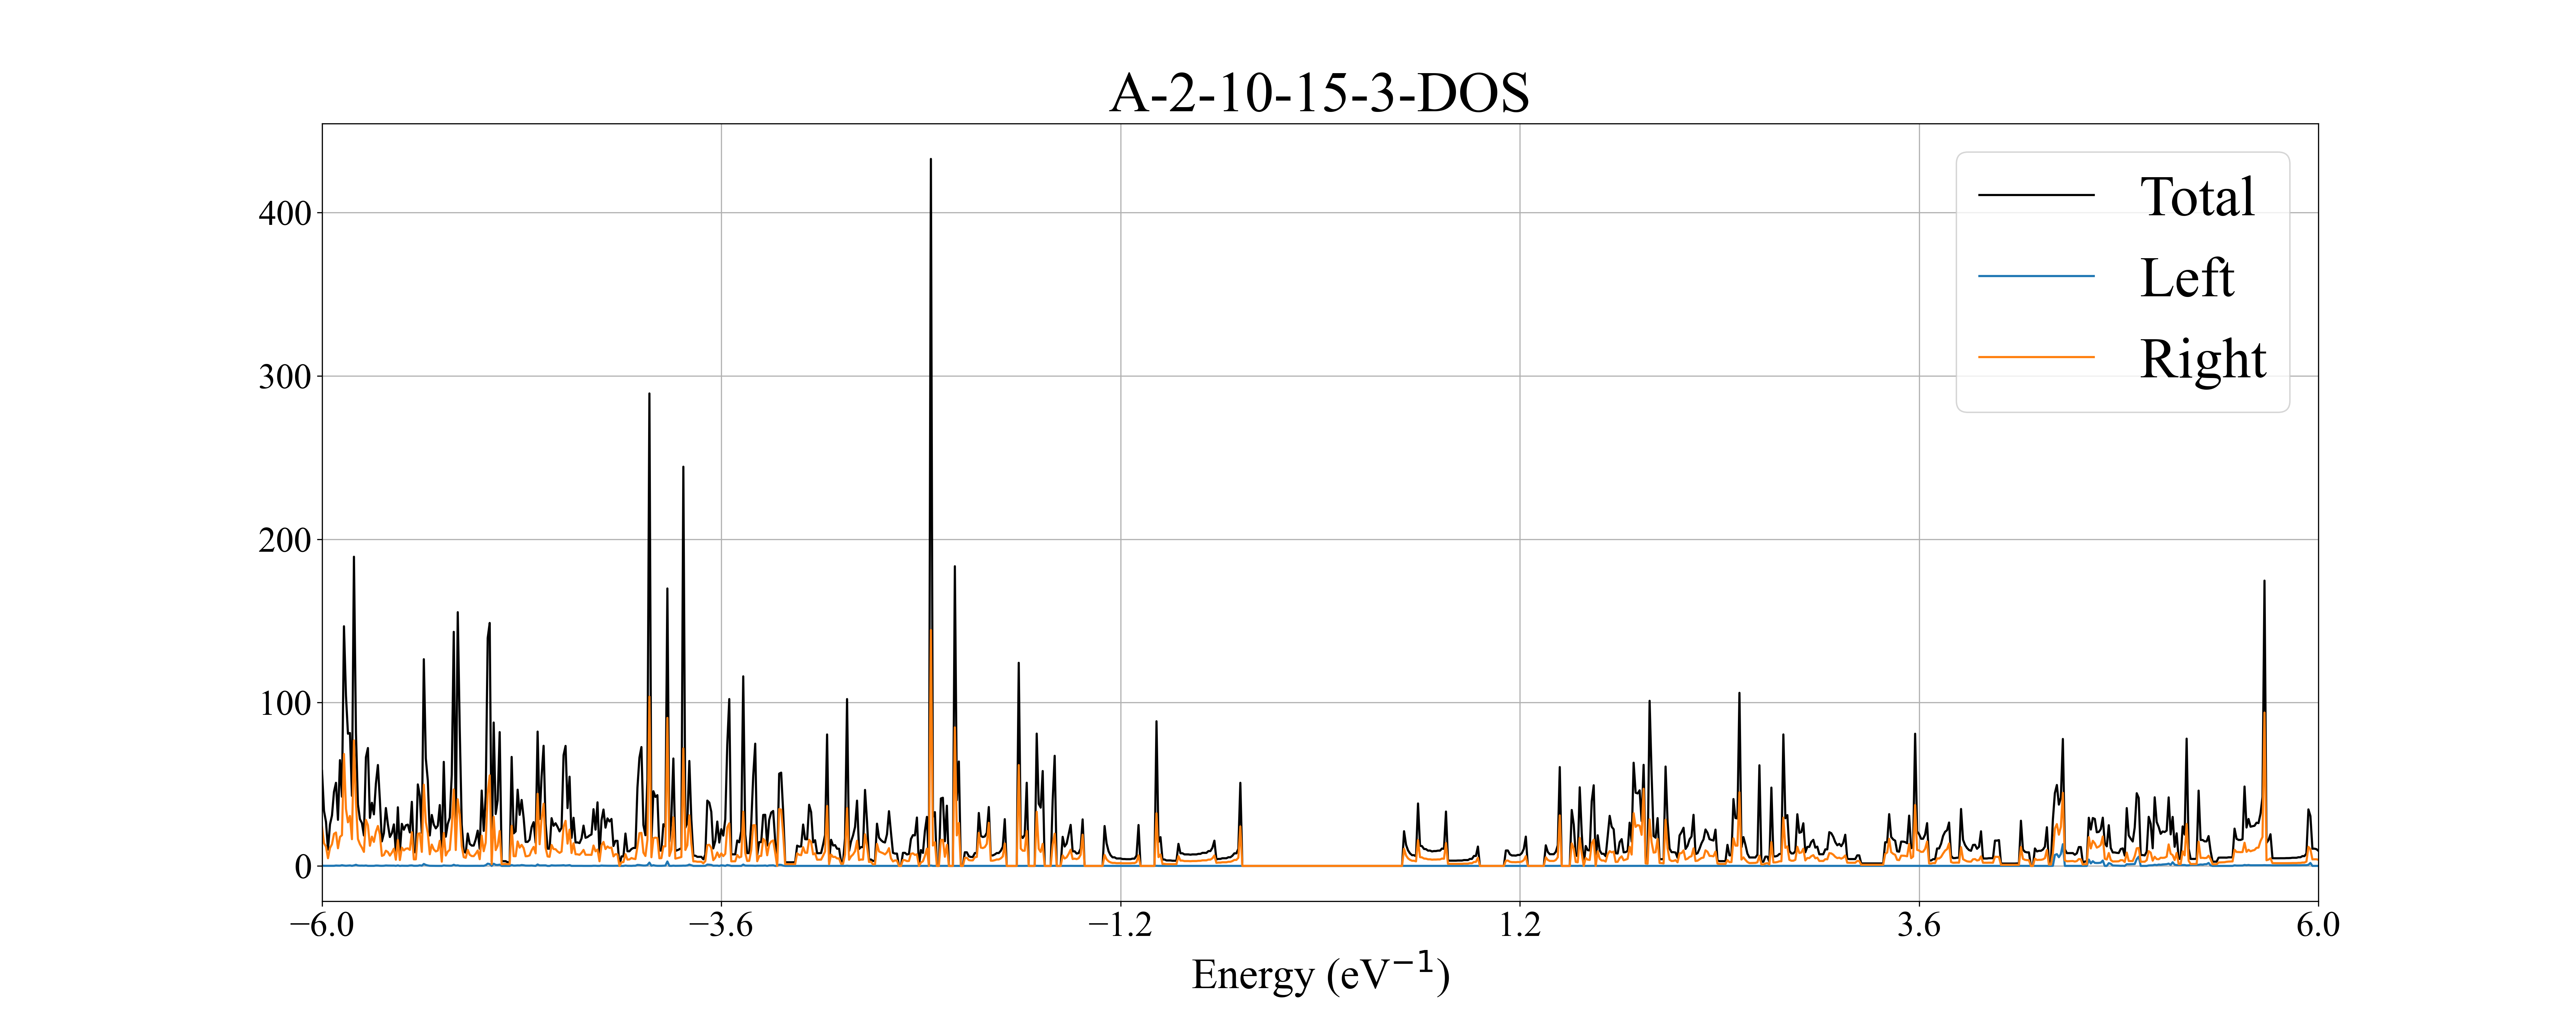 A-2-10-15-3-DOS
Total
Left
Right
400
300
200
100
0
−6.0 −3.6 −1.2 1.2 3.6 6.0
Energy (eV⁻¹)